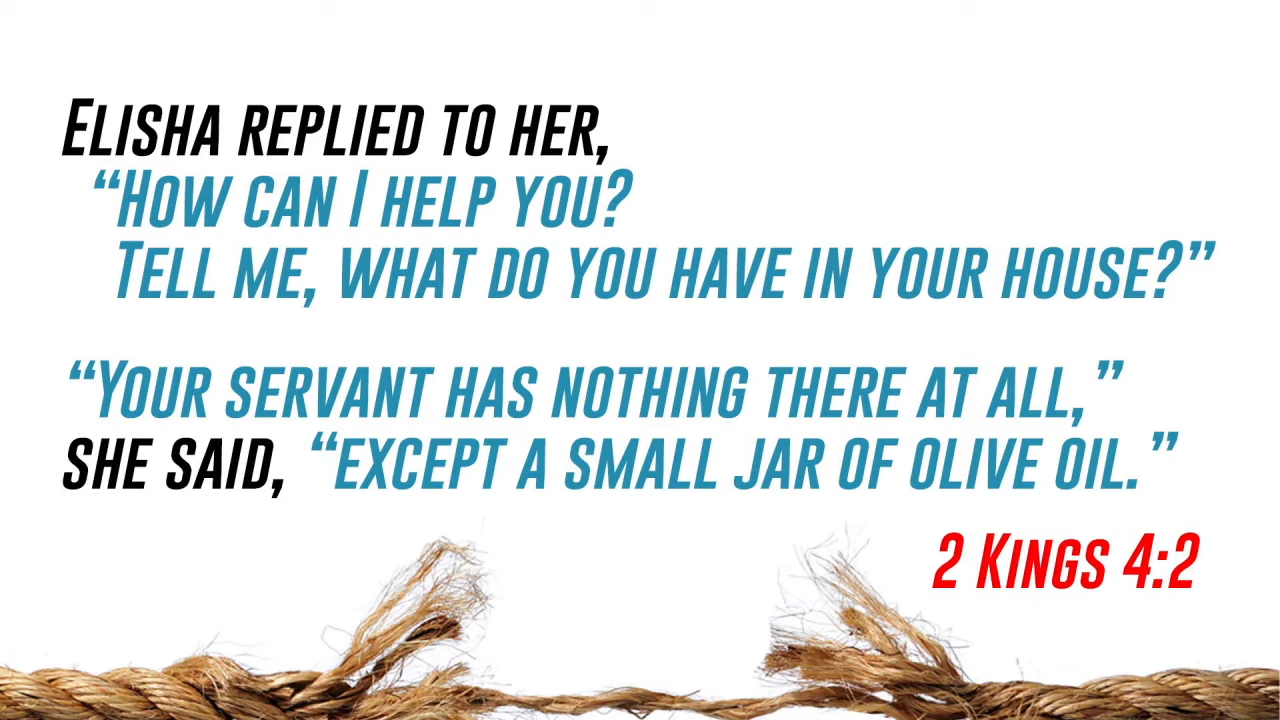 Elisha replied to her,
“How can I help you?
Tell me, what do you have in your house?”
“Your servant has nothing there at all,”
she said, “except a small jar of olive oil.”
2 Kings 4:2